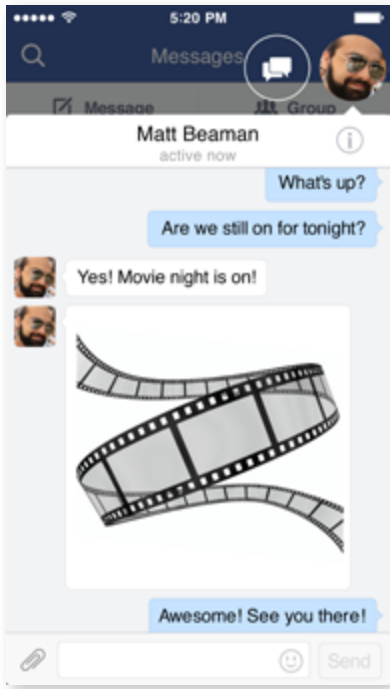 5:20 PM
Messages
Message
Group
Matt Beaman
active now
What's up?
Are we still on for tonight?
Yes! Movie night is on!
Awesome! See you there!
Send